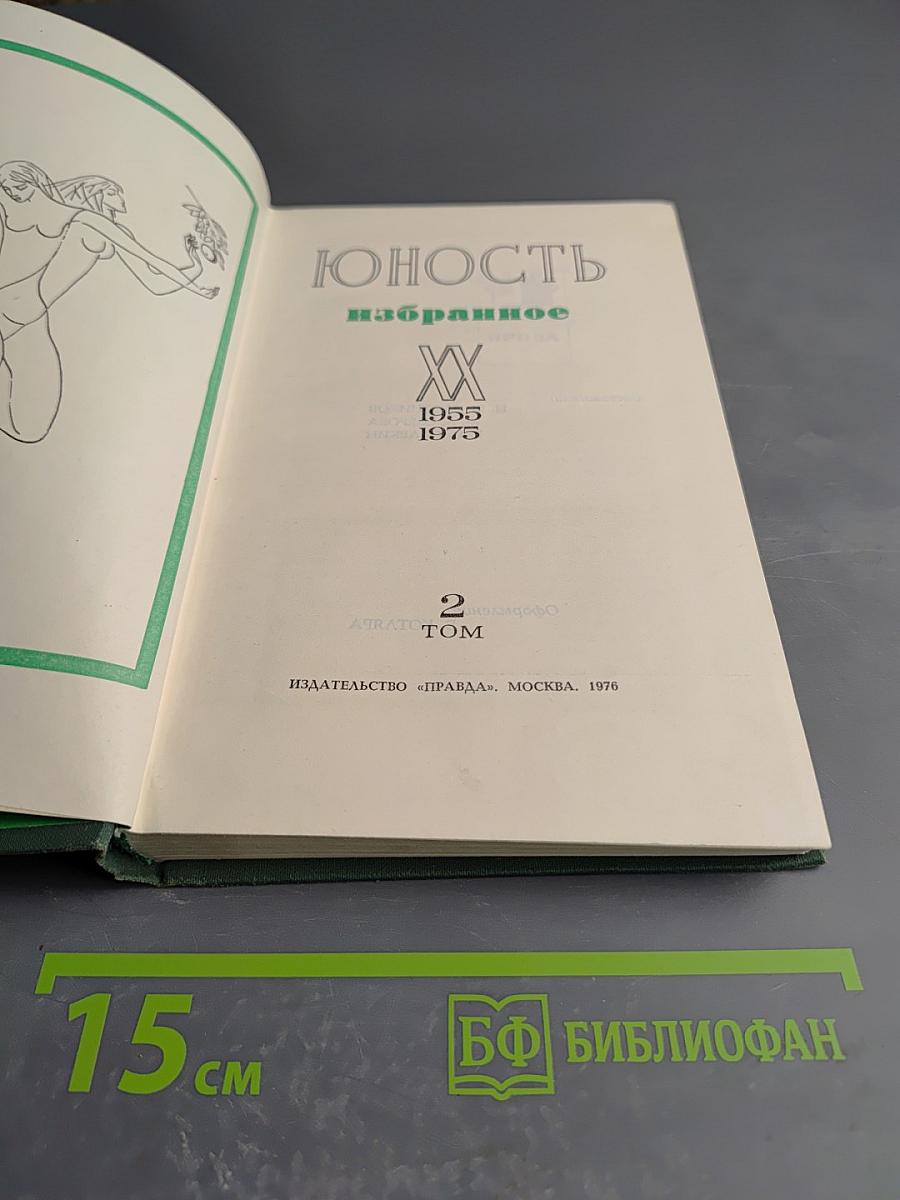 ЮНОСТЬ
избранное
XX
1955
1975
2
ТОМ
ИЗДАТЕЛЬСТВО «ПРАВДА». МОСКВА. 1976
15 см
БФ БИБЛИОФАН